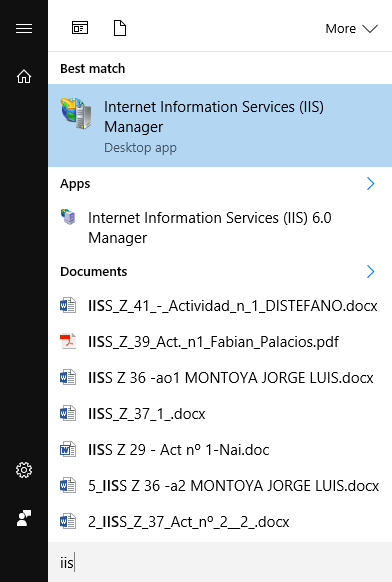 More
Best match
Internet Information Services (IIS)
Manager
Desktop app
Apps
Internet Information Services (IIS) 6.0
Manager
Documents
IISS_Z_41_-_Actividad_n_1_DISTEFANO.docx
IISS_Z_39_Act._n1_Fabian_Palacios.pdf
IISS Z 36 -ao1 MONTOYA JORGE LUIS.docx
IISS_Z_37_1_.docx
IISS Z 29 - Act nº 1-Nai.doc
5_IISS Z 36 -a2 MONTOYA JORGE LUIS.docx
2_IISS_Z_37_Act_nº_2__2_.docx
iis